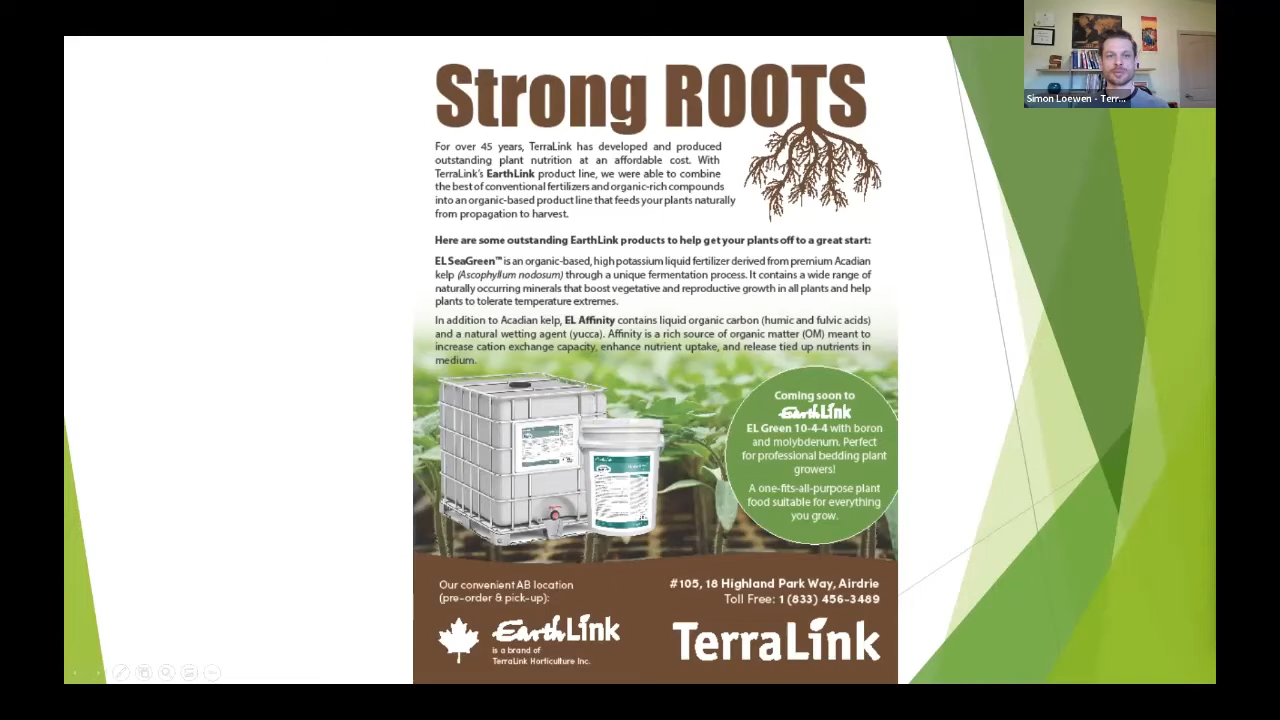 Simon Loewen - Terr...
Strong ROOTS
For over 45 years, TerraLink has developed and produced
outstanding plant nutrition at an affordable cost. With
TerraLink's EarthLink product line, we were able to combine
the best of conventional fertilizers and organic-rich compounds
into an organic-based product line that feeds your plants naturally
from propagation to harvest.
Here are some outstanding EarthLink products to help get your plants off to a great start:
EL SeaGreen™ is an organic-based, high potassium liquid fertilizer derived from premium Acadian
kelp (Ascophyllum nodosum) through a unique fermentation process. It contains a wide range of
naturally occurring minerals that boost vegetative and reproductive growth in all plants and help
plants to tolerate temperature extremes.
In addition to Acadian kelp, EL Affinity contains liquid organic carbon (humic and fulvic acids)
and a natural wetting agent (yucca). Affinity is a rich source of organic matter (OM) meant to
increase cation exchange capacity, enhance nutrient uptake, and release tied up nutrients in
medium.
Coming soon to
EarthLink
EL Green 10-4-4 with boron
and molybdenum. Perfect
for professional bedding plant
growers!
A one-fits-all-purpose plant
food suitable for everything
you grow.
Our convenient AB location
(pre-order & pick-up):
#105, 18 Highland Park Way, Airdrie
Toll Free: 1 (833) 456-3489
EarthLink
is a brand of
TerraLink Horticulture Inc.
TerraLink